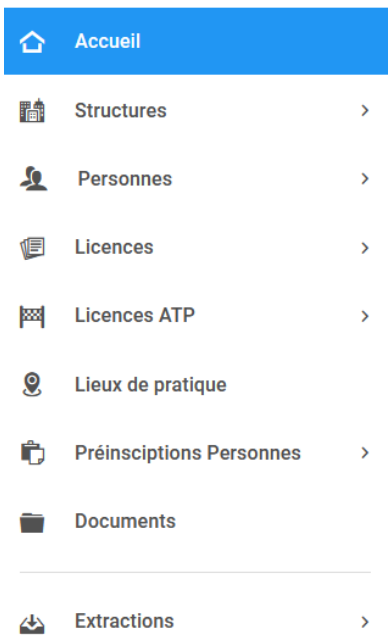 Accueil
Structures
Personnes
Licences
Licences ATP
Lieux de pratique
Préinsciptions Personnes
Documents
Extractions